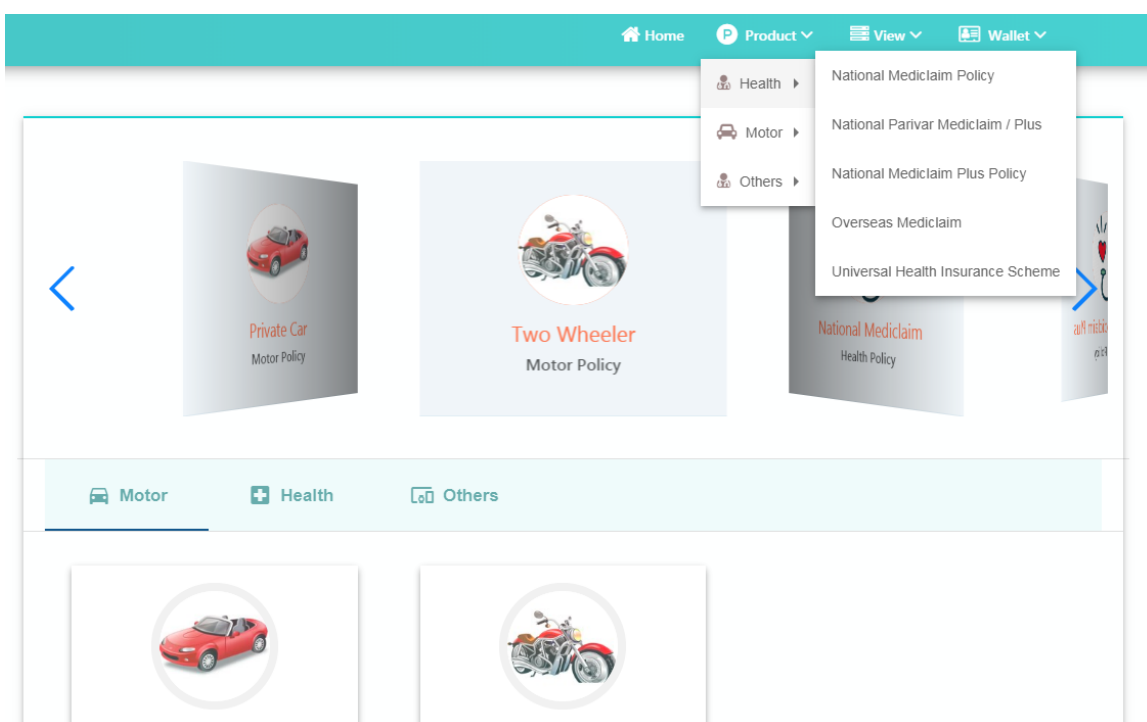 Home
P Product
View
Wallet
Health
Motor
Others
National Mediclaim Policy
National Parivar Mediclaim / Plus
National Mediclaim Plus Policy
Overseas Mediclaim
Universal Health Insurance Scheme
Private Car
Motor Policy
Two Wheeler
Motor Policy
National Mediclaim
Health Policy
Motor
Health
Others